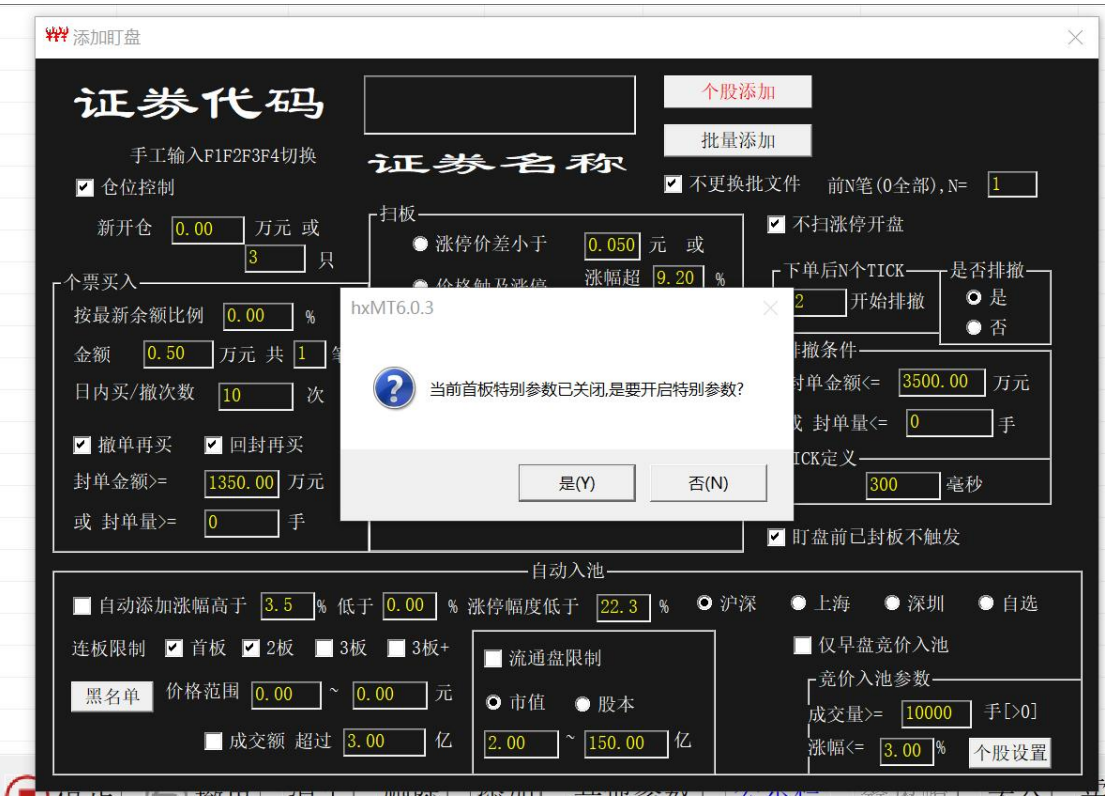 添加盯盘
证券代码
个股添加
批量添加
手工输入F1F2F3F4切换
证券名称
仓位控制
不更换批文件 前N笔(0全部),N= 1
新开仓 0.00 万元 或
3 只
扫板
涨停价差小于 0.050 元 或
涨幅超 9.20 %
不扫涨停开盘
下单后N个TICK
2 开始排撤
是否排撤
是
否
个票买入
按最新余额比例 0.00 %
金额 0.50 万元 共 1
日内买/撤次数 10 次
撤单再买 回封再买
封单金额>= 1350.00 万元
或 封单量>= 0 手
hxMT6.0.3
当前首板特别参数已关闭,是要开启特别参数?
是(Y) 否(N)
封单金额<= 3500.00 万元
封单量<= 0 手
300 毫秒
盯盘前已封板不触发
自动入池
自动添加涨幅高于 3.5 % 低于 0.00 % 涨停幅度低于 22.3 % 沪深 上海 深圳 自选
连板限制 首板 2板 3板 3板+
流通盘限制
仅早盘竞价入池
黑名单 价格范围 0.00 ~ 0.00 元
市值 股本
竞价入池参数
成交量>= 10000 手[>0]
成交额 超过 3.00 亿
2.00 ~ 150.00 亿
涨幅<= 3.00 % 个股设置